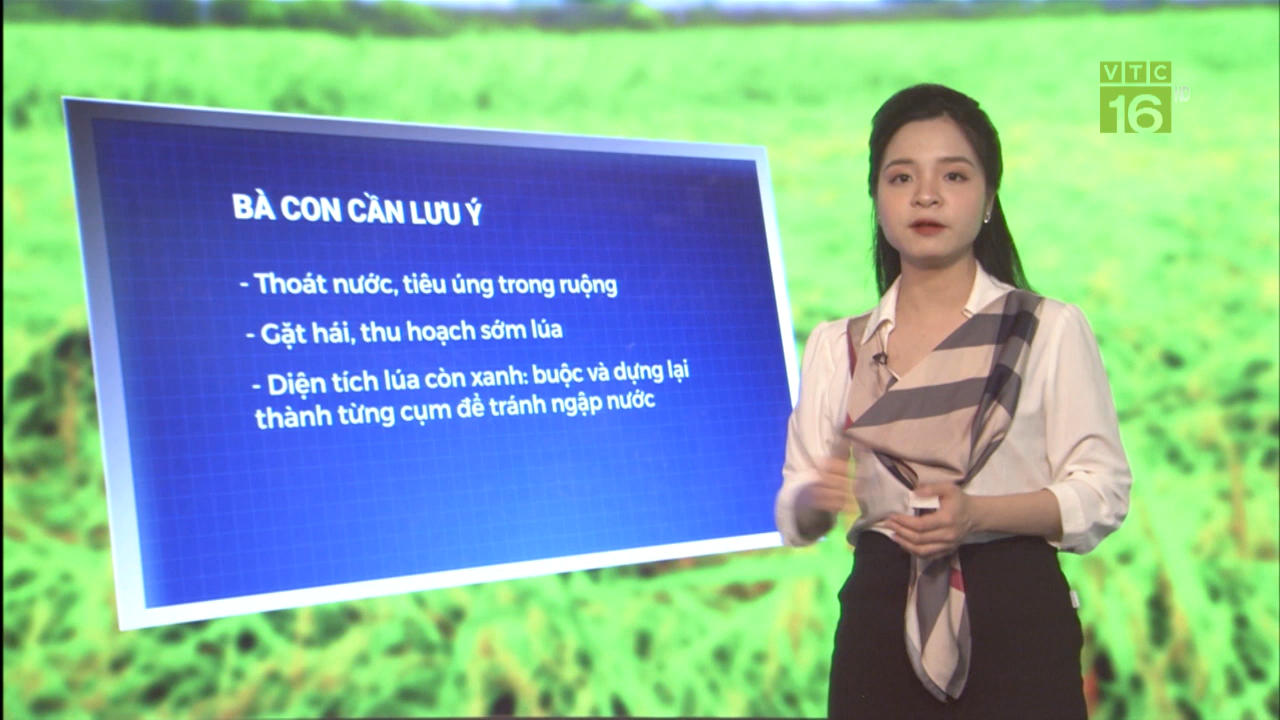 VTC
16
HD
BÀ CON CẦN LƯU Ý
- Thoát nước, tiêu úng trong ruộng
- Gặt hái, thu hoạch sớm lúa
- Diện tích lúa còn xanh: buộc và dựng lại
thành từng cụm để tránh ngập nước